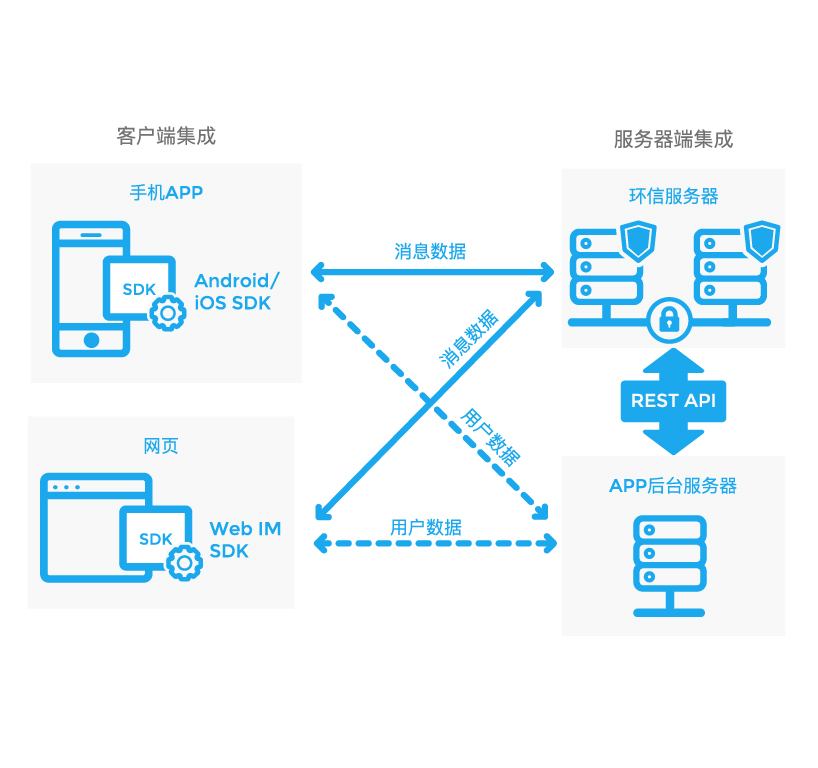 客户端集成
服务器端集成
手机APP
SDK
Android/
iOS SDK
消息数据
环信服务器
消息数据
用户数据
REST API
网页
SDK
Web IM
SDK
用户数据
APP后台服务器